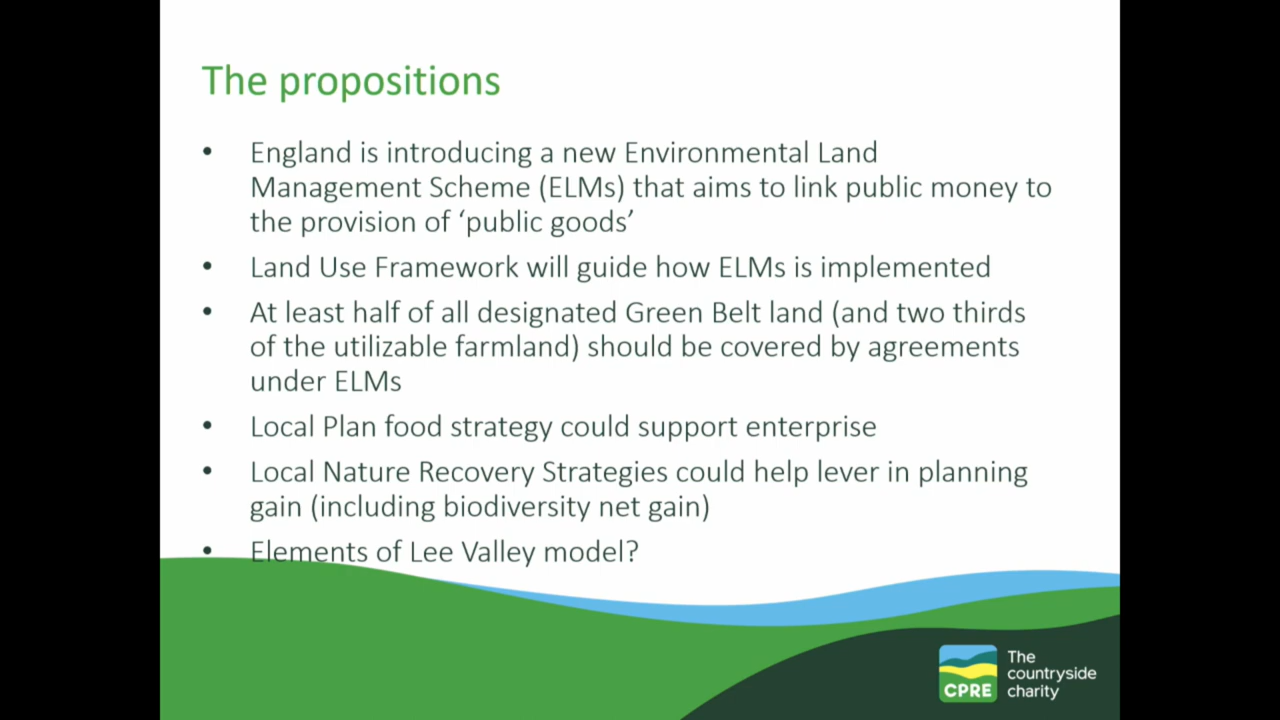 The propositions
• England is introducing a new Environmental Land
Management Scheme (ELMs) that aims to link public money to
the provision of ‘public goods’
• Land Use Framework will guide how ELMs is implemented
• At least half of all designated Green Belt land (and two thirds
of the utilizable farmland) should be covered by agreements
under ELMs
• Local Plan food strategy could support enterprise
• Local Nature Recovery Strategies could help lever in planning
gain (including biodiversity net gain)
• Elements of Lee Valley model?
CPRE
The
countryside
charity